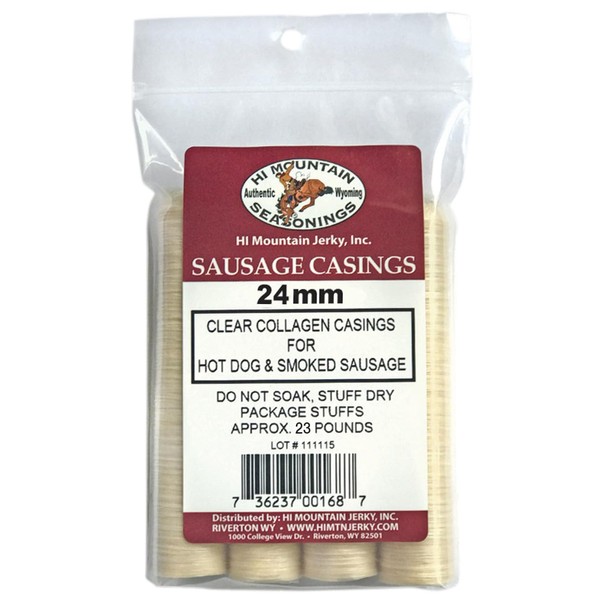 HI MOUNTAIN
Authentic Wyoming
SEASONINGS
HI Mountain Jerky, Inc.
SAUSAGE CASINGS
24mm
CLEAR COLLAGEN CASINGS
FOR
HOT DOG & SMOKED SAUSAGE
DO NOT SOAK, STUFF DRY
PACKAGE STUFFS
APPROX. 23 POUNDS
LOT # 111115
7 36237 00168 7
Distributed by: HI MOUNTAIN JERKY, INC.
RIVERTON WY • WWW.HIMTNJERKY.COM
1000 College View Dr. • Riverton, WY 82501